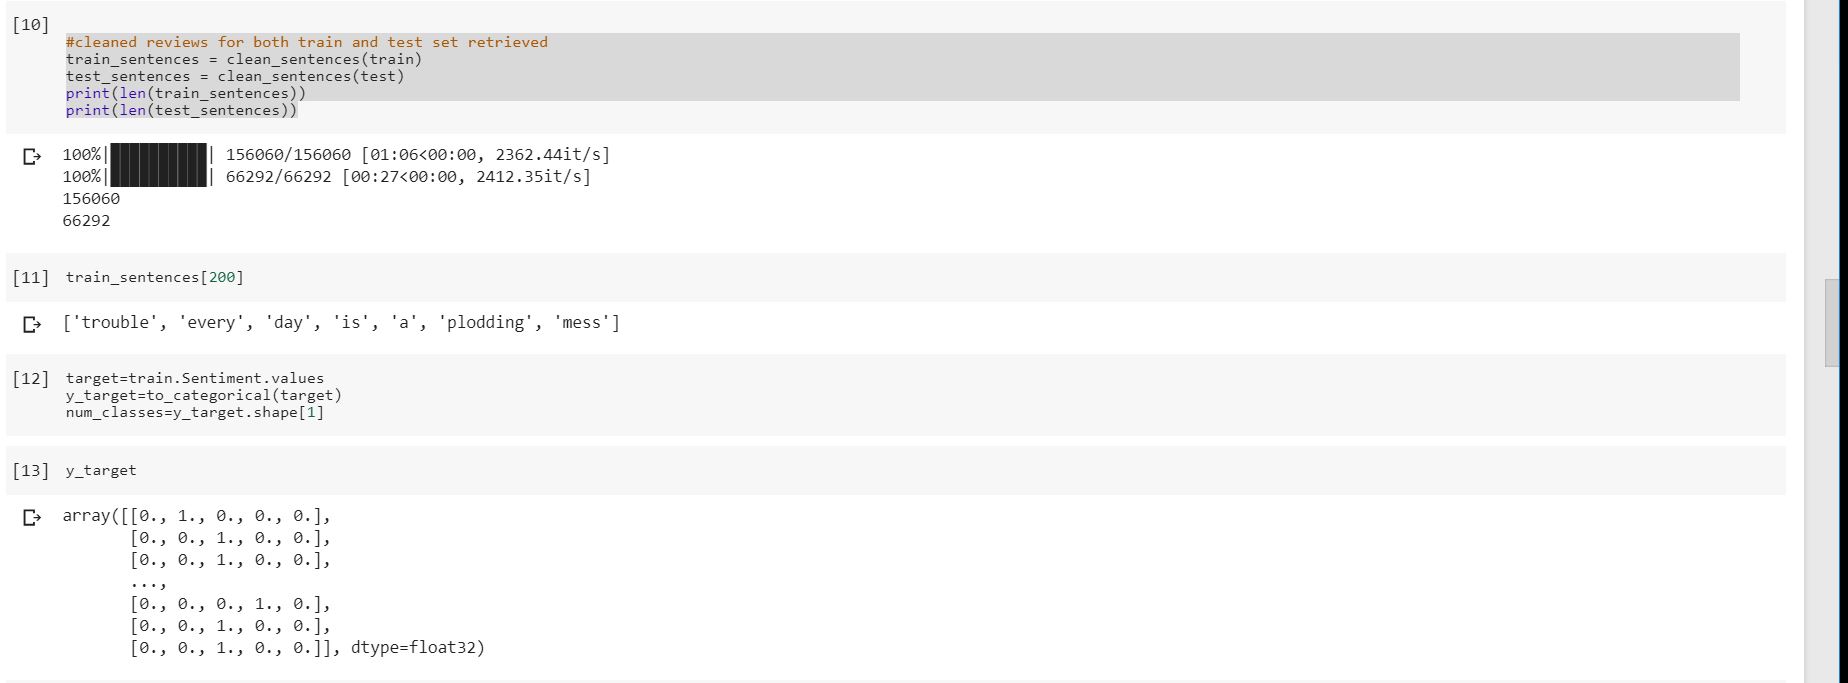 [10]
#cleaned reviews for both train and test set retrieved
train_sentences = clean_sentences(train)
test_sentences = clean_sentences(test)
print(len(train_sentences))
print(len(test_sentences))
100%|██████████| 156060/156060 [01:06<00:00, 2362.44it/s]
100%|██████████| 66292/66292 [00:27<00:00, 2412.35it/s]
156060
66292
[11] train_sentences[200]
['trouble', 'every', 'day', 'is', 'a', 'plodding', 'mess']
[12] target=train.Sentiment.values
y_target=to_categorical(target)
num_classes=y_target.shape[1]
[13] y_target
array([[0., 1., 0., 0., 0.],
[0., 0., 1., 0., 0.],
[0., 0., 1., 0., 0.],
...,
[0., 0., 0., 1., 0.],
[0., 0., 1., 0., 0.],
[0., 0., 1., 0., 0.]], dtype=float32)